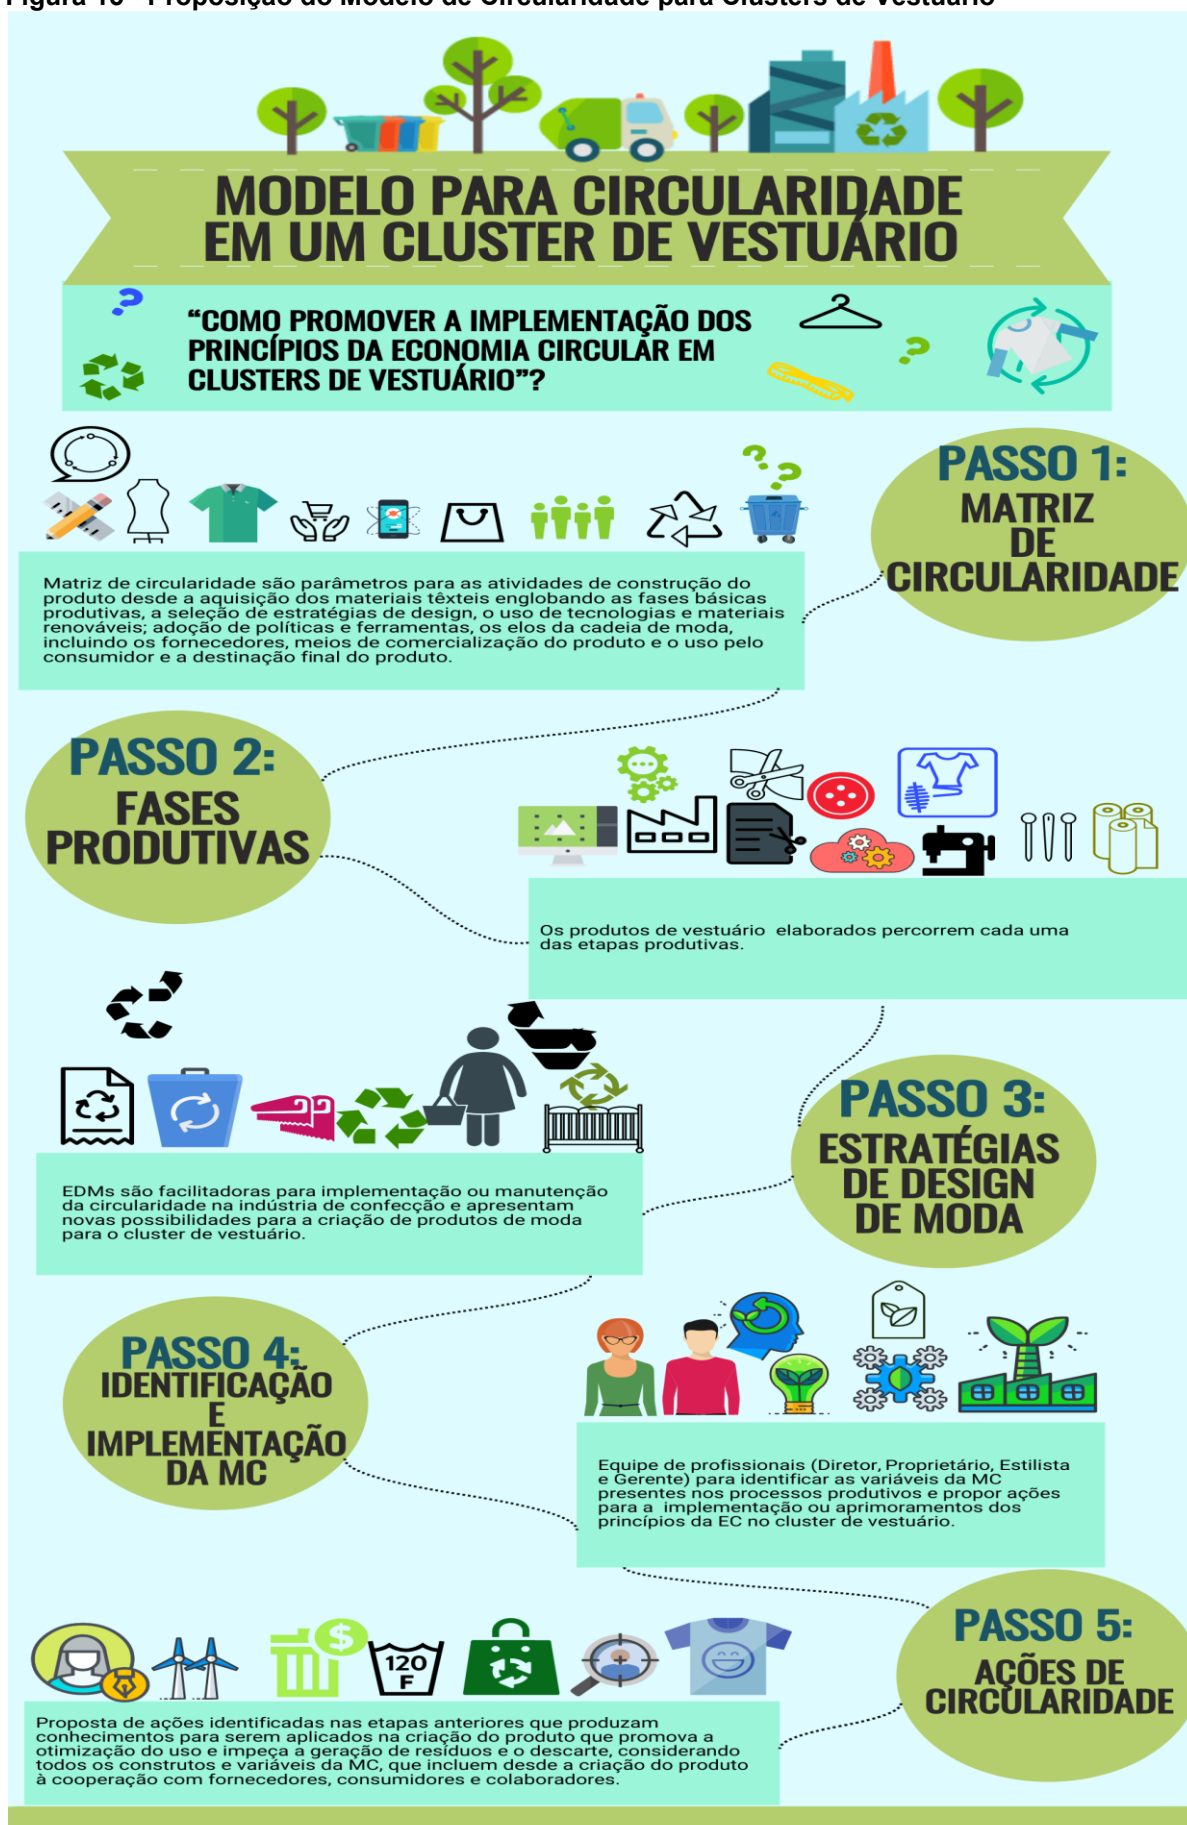 Figura 10 - Proposição do Modelo de Circularidade para Clusters de Vestuário
MODELO PARA CIRCULARIDADE
EM UM CLUSTER DE VESTUÁRIO
“COMO PROMOVER A IMPLEMENTAÇÃO DOS
PRINCÍPIOS DA ECONOMIA CIRCULAR EM
CLUSTERS DE VESTUÁRIO”?
PASSO 1:
MATRIZ
DE
CIRCULARIDADE
Matriz de circularidade são parâmetros para as atividades de construção do
produto desde a aquisição dos materiais têxteis englobando as fases básicas
produtivas, a seleção de estratégias de design, o uso de tecnologias e materiais
renováveis; adoção de políticas e ferramentas, os elos da cadeia de moda,
incluindo os fornecedores, meios de comercialização do produto e o uso pelo
consumidor e a destinação final do produto.
PASSO 2:
FASES
PRODUTIVAS
Os produtos de vestuário elaborados percorrem cada uma
das etapas produtivas.
PASSO 3:
ESTRATÉGIAS
DE DESIGN
DE MODA
EDMs são facilitadoras para implementação ou manutenção
da circularidade na indústria de confecção e apresentam
novas possibilidades para a criação de produtos de moda
para o cluster de vestuário.
PASSO 4:
IDENTIFICAÇÃO
E
IMPLEMENTAÇÃO
DA MC
Equipe de profissionais (Diretor, Proprietário, Estilista
e Gerente) para identificar as variáveis da MC
presentes nos processos produtivos e propor ações
para a implementação ou aprimoramentos dos
princípios da EC no cluster de vestuário.
PASSO 5:
AÇÕES DE
CIRCULARIDADE
120
F
Proposta de ações identificadas nas etapas anteriores que produzam
conhecimentos para serem aplicados na criação do produto que promova a
otimização do uso e impeça a geração de resíduos e o descarte, considerando
todos os construtos e variáveis da MC, que incluem desde a criação do produto
à cooperação com fornecedores, consumidores e colaboradores.